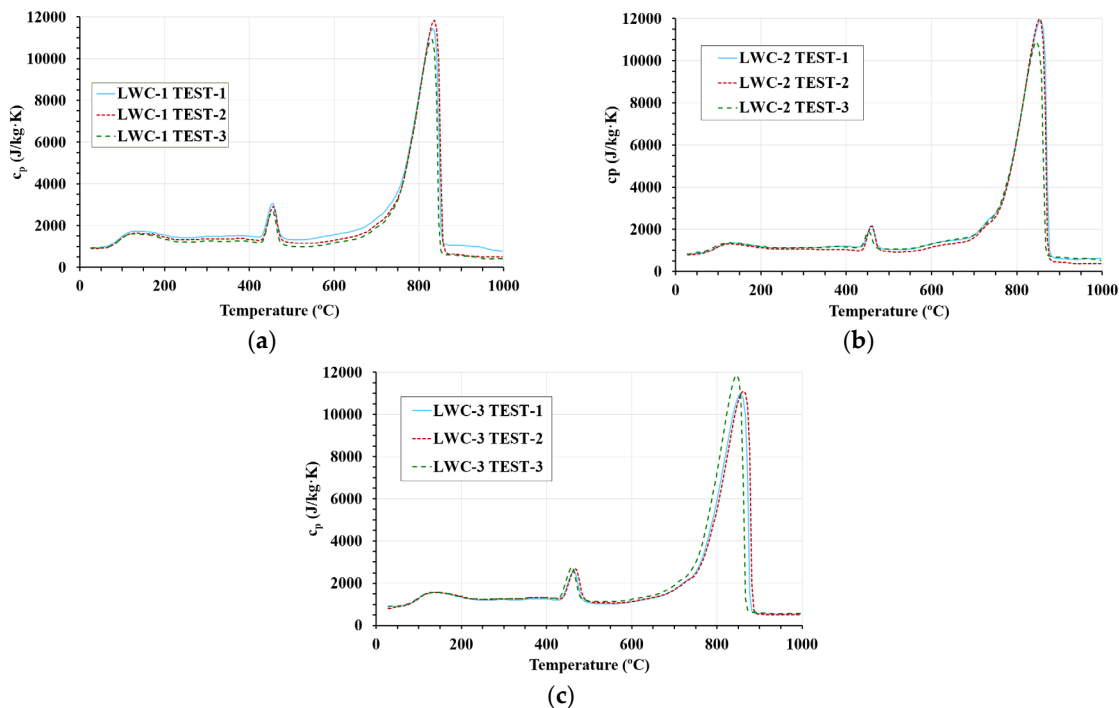 12000
10000
8000
6000
4000
2000
0
c_p (J/kg·K)
LWC-1 TEST-1
LWC-1 TEST-2
LWC-1 TEST-3
0 200 400 600 800 1000
Temperature (ºC)
(a)
12000
10000
8000
6000
4000
2000
0
cp (J/kg·K)
LWC-2 TEST-1
LWC-2 TEST-2
LWC-2 TEST-3
0 200 400 600 800 1000
Temperature (ºC)
(b)
12000
10000
8000
6000
4000
2000
0
c_p (J/kg·K)
LWC-3 TEST-1
LWC-3 TEST-2
LWC-3 TEST-3
0 200 400 600 800 1000
Temperature (ºC)
(c)